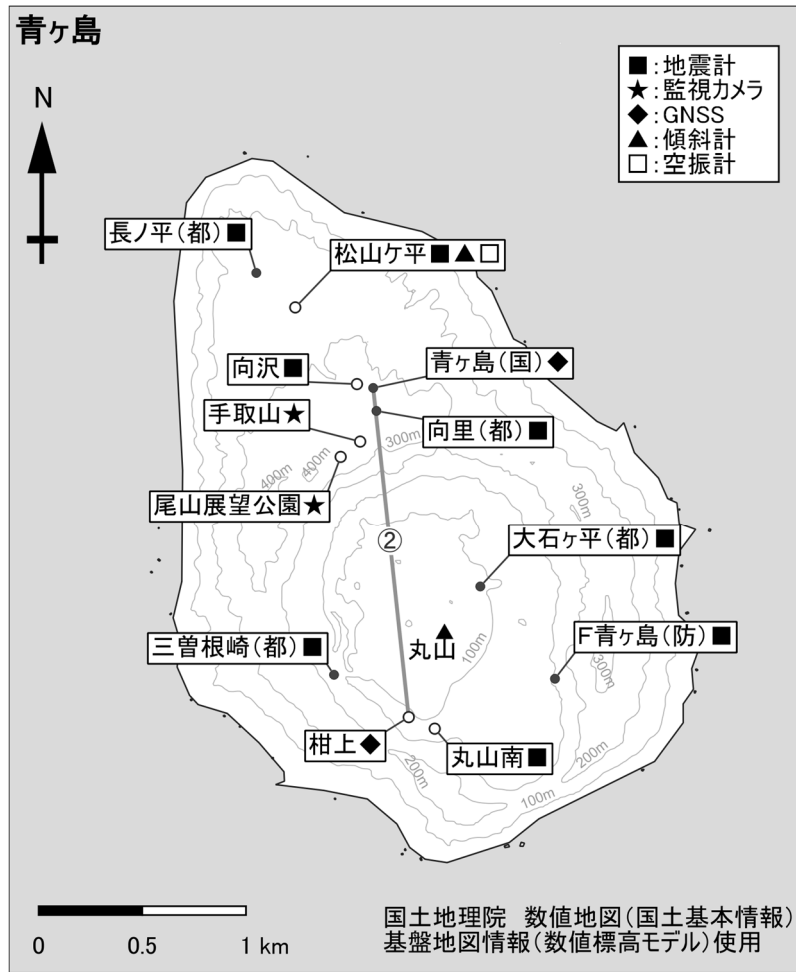 青ヶ島
■:地震計
★:監視カメラ
◆:GNSS
▲:傾斜計
□:空振計
N
長ノ平(都)■
松山ケ平■▲□
向沢■
青ヶ島(国)◆
手取山★
向里(都)■
300m
400m
400m
尾山展望公園★
300m
②
大石ヶ平(都)■
丸山
100m
三曽根崎(都)■
F青ヶ島(防)■
300m
柑上◆
丸山南■
200m
200m
100m
0 0.5 1 km
国土地理院 数値地図(国土基本情報)
基盤地図情報(数値標高モデル)使用